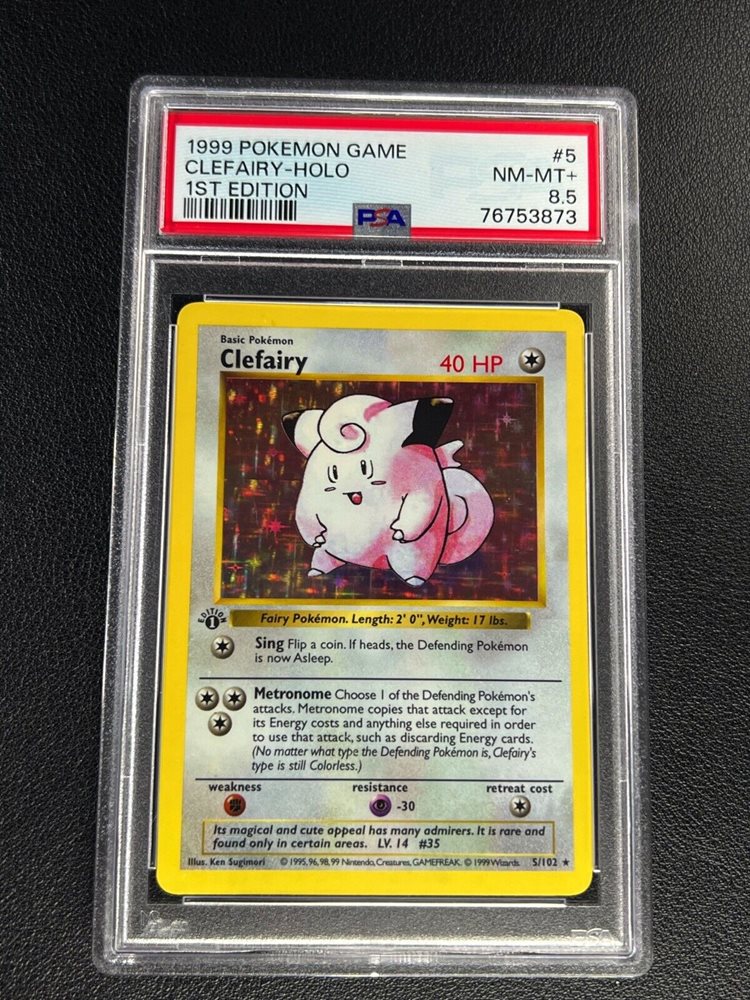 1999 POKEMON GAME #5
CLEFAIRY-HOLO NM-MT+
1ST EDITION 8.5
PSA 76753873
Basic Pokémon
Clefairy 40 HP
EDITION 1
Fairy Pokémon. Length: 2' 0", Weight: 17 lbs.
Sing Flip a coin. If heads, the Defending Pokémon
is now Asleep.
Metronome Choose 1 of the Defending Pokémon's
attacks. Metronome copies that attack except for
its Energy costs and anything else required in order
to use that attack, such as discarding Energy cards.
(No matter what type the Defending Pokémon is, Clefairy's
type is still Colorless.)
weakness resistance retreat cost
-30
Its magical and cute appeal has many admirers. It is rare and
found only in certain areas. LV. 14 #35
Illus. Ken Sugimori © 1995, 96, 98, 99 Nintendo, Creatures, GAMEFREAK. © 1999 Wizards. 5/102 ★
PSA